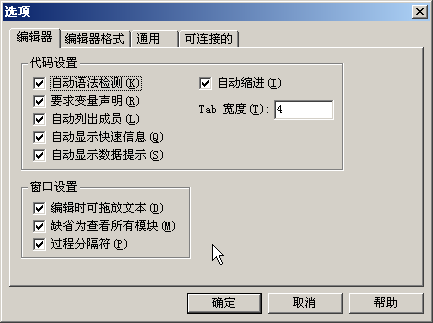 选项
编辑器 编辑器格式 通用 可连接的
代码设置
自动语法检测(K) 自动缩进(I)
要求变量声明(R) Tab 宽度(T): 4
自动列出成员(L)
自动显示快速信息(Q)
自动显示数据提示(S)
窗口设置
编辑时可拖放文本(D)
缺省为查看所有模块(M)
过程分隔符(P)
确定 取消 帮助